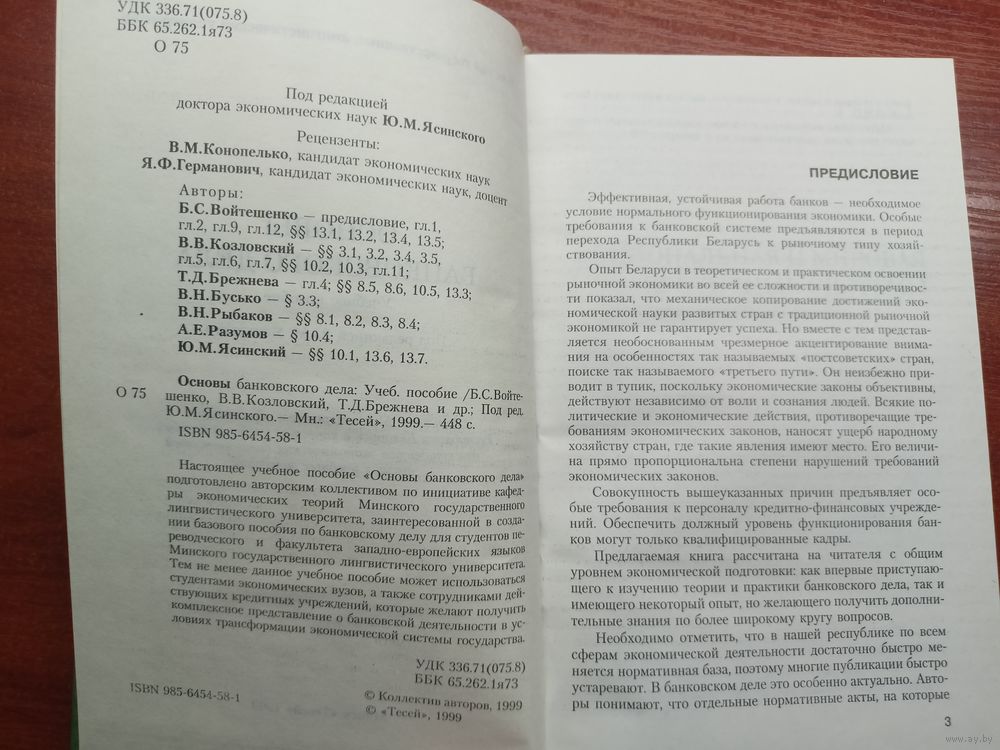 УДК 336.71(075.8)
ББК 65.262.1я73
О 75
Под редакцией
доктора экономических наук Ю.М.Ясинского
Рецензенты:
В.М.Конопелько, кандидат экономических наук
Я.Ф.Германович, кандидат экономических наук, доцент
Авторы:
Б.С.Войтешенко — предисловие, гл.1,
гл.2, гл.9, гл.12, §§ 13.1, 13.2, 13.4, 13.5;
В.В.Козловский — §§ 3.1, 3.2, 3.4, 3.5,
гл.5, гл.6, гл.7, §§ 10.2, 10.3, гл.11;
Т.Д.Брежнева — гл.4; §§ 8.5, 8.6, 10.5, 13.3;
В.Н.Бусько — § 3.3;
В.Н.Рыбаков — §§ 8.1, 8.2, 8.3, 8.4;
А.Е.Разумов — § 10.4;
Ю.М.Ясинский — §§ 10.1, 13.6, 13.7.
Основы банковского дела: Учеб. пособие /Б.С.Войте-
О 75 шенко, В.В.Козловский, Т.Д.Брежнева и др.; Под ред.
Ю.М.Ясинского.— Мн.: «Тесей», 1999.— 448 с.
ISBN 985-6454-58-1
Настоящее учебное пособие «Основы банковского дела»
подготовлено авторским коллективом по инициативе кафед-
ры экономических теорий Минского государственного
лингвистического университета, заинтересованной в созда-
нии базового пособия по банковскому делу для студентов пе-
реводческого и факультета западно-европейских языков
Минского государственного лингвистического университета.
Тем не менее данное учебное пособие может использоваться
студентами экономических вузов, а также сотрудниками дей-
ствующих кредитных учреждений, которые желают получить
комплексное представление о банковской деятельности в ус-
ловиях трансформации экономической системы государства.
УДК 336.71(075.8)
ББК 65.262.1я73
ISBN 985-6454-58-1
© Коллектив авторов, 1999
© «Тесей», 1999
ПРЕДИСЛОВИЕ
Эффективная, устойчивая работа банков — необходимое
условие нормального функционирования экономики. Особые
требования к банковской системе предъявляются в период
перехода Республики Беларусь к рыночному типу хозяй-
ствования.
Опыт Беларуси в теоретическом и практическом освоении
рыночной экономики во всей ее сложности и противоречивос-
ти показал, что механическое копирование достижений эко-
номической науки развитых стран с традиционной рыночной
экономикой не гарантирует успеха. Но вместе с тем представ-
ляется необоснованным чрезмерное акцентирование внима-
ния на особенностях так называемых «постсоветских» стран,
поиске так называемого «третьего пути». Он неизбежно при-
водит в тупик, поскольку экономические законы объективны,
действуют независимо от воли и сознания людей. Всякие по-
литические и экономические действия, противоречащие тре-
бованиям экономических законов, наносят ущерб народному
хозяйству стран, где такие явления имеют место. Его величи-
на прямо пропорциональна степени нарушений требований
экономических законов.
Совокупность вышеуказанных причин предъявляет осо-
бые требования к персоналу кредитно-финансовых учрежде-
ний. Обеспечить должный уровень функционирования бан-
ков могут только квалифицированные кадры.
Предлагаемая книга рассчитана на читателя с общим
уровнем экономической подготовки: как впервые приступаю-
щего к изучению теории и практики банковского дела, так и
имеющего некоторый опыт, но желающего получить дополни-
тельные знания по более широкому кругу вопросов.
Необходимо отметить, что в нашей республике по всем
сферам экономической деятельности достаточно быстро ме-
няется нормативная база, поэтому многие публикации быстро
устаревают. В банковском деле это особенно актуально. Авто-
ры понимают, что отдельные нормативные акты, на которые
3
www.ay.by